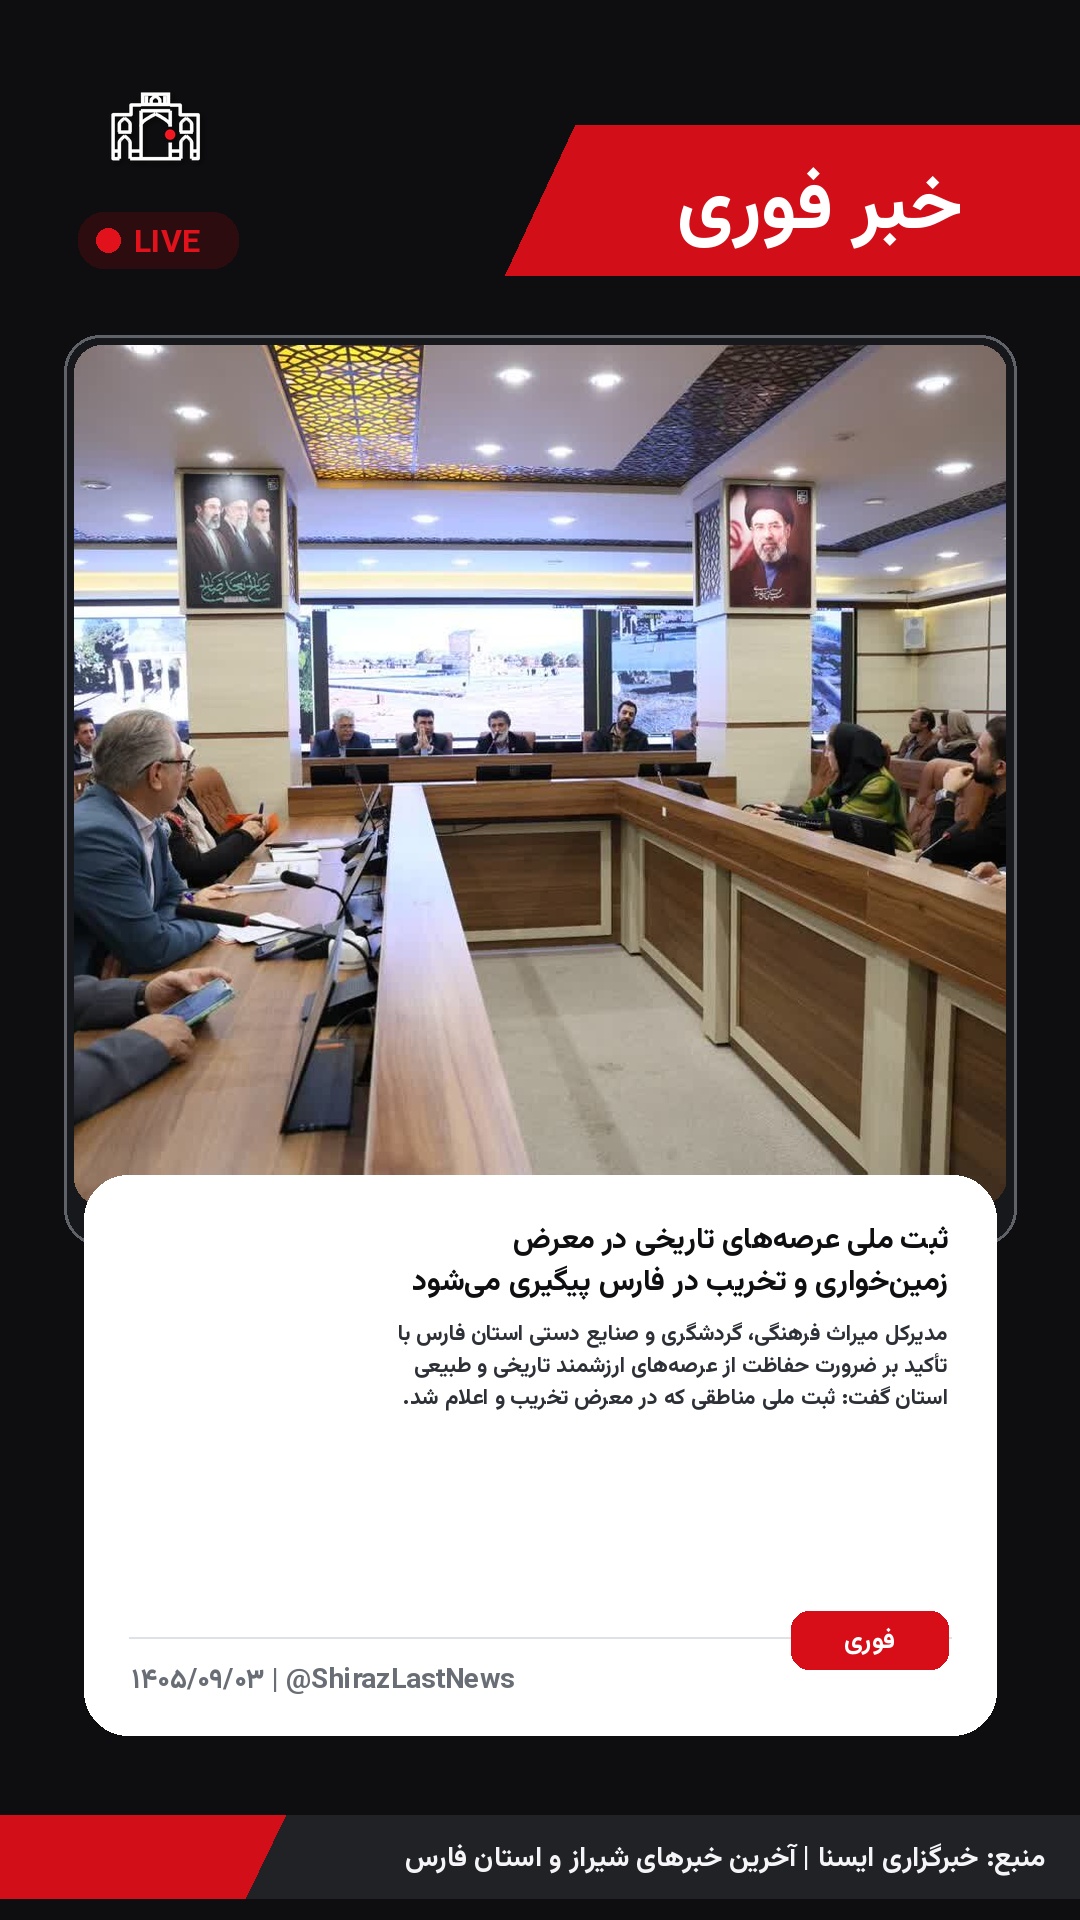 خبر فوری
LIVE
ثبت ملی عرصه‌های تاریخی در معرض
زمین‌خواری و تخریب در فارس پیگیری می‌شود
مدیرکل میراث فرهنگی، گردشگری و صنایع دستی استان فارس با
تأکید بر ضرورت حفاظت از عرصه‌های ارزشمند تاریخی و طبیعی
استان گفت: ثبت ملی مناطقی که در معرض تخریب و اعلام شد.
فوری
۱۴۰۵/۰۹/۰۳ | @ShirazLastNews
منبع: خبرگزاری ایسنا | آخرین خبرهای شیراز و استان فارس